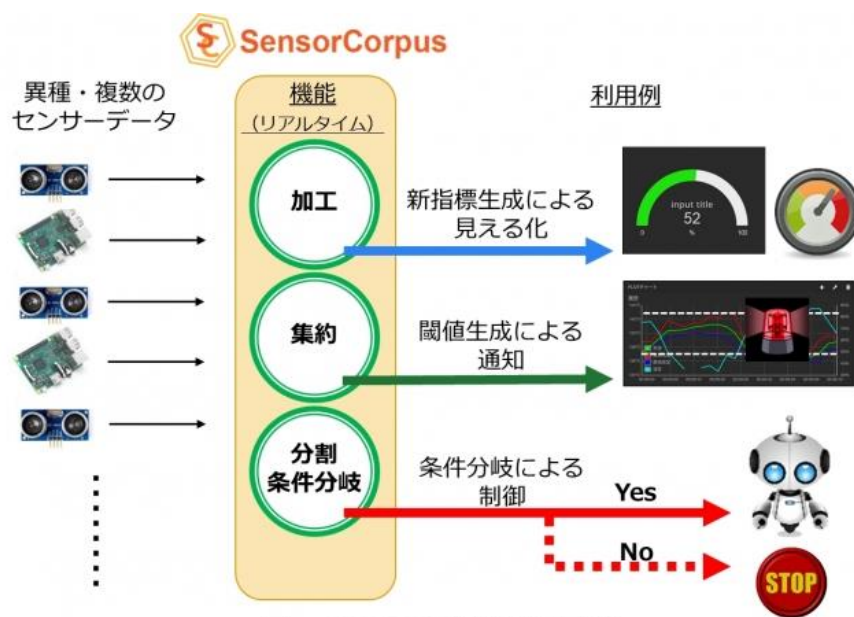 SensorCorpus
異種・複数の
センサーデータ
機能
（リアルタイム）
利用例
加工
新指標生成による
見える化
input title
52
0
%
100
集約
閾値生成による
通知
分割
条件分岐
条件分岐による
制御
Yes
No
STOP